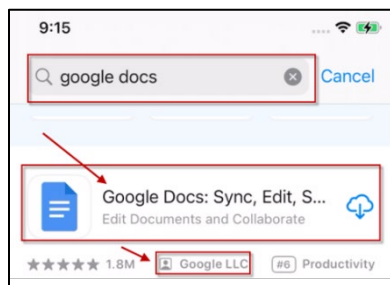 9:15
google docs Cancel
Google Docs: Sync, Edit, S...
Edit Documents and Collaborate
1.8M Google LLC #6 Productivity